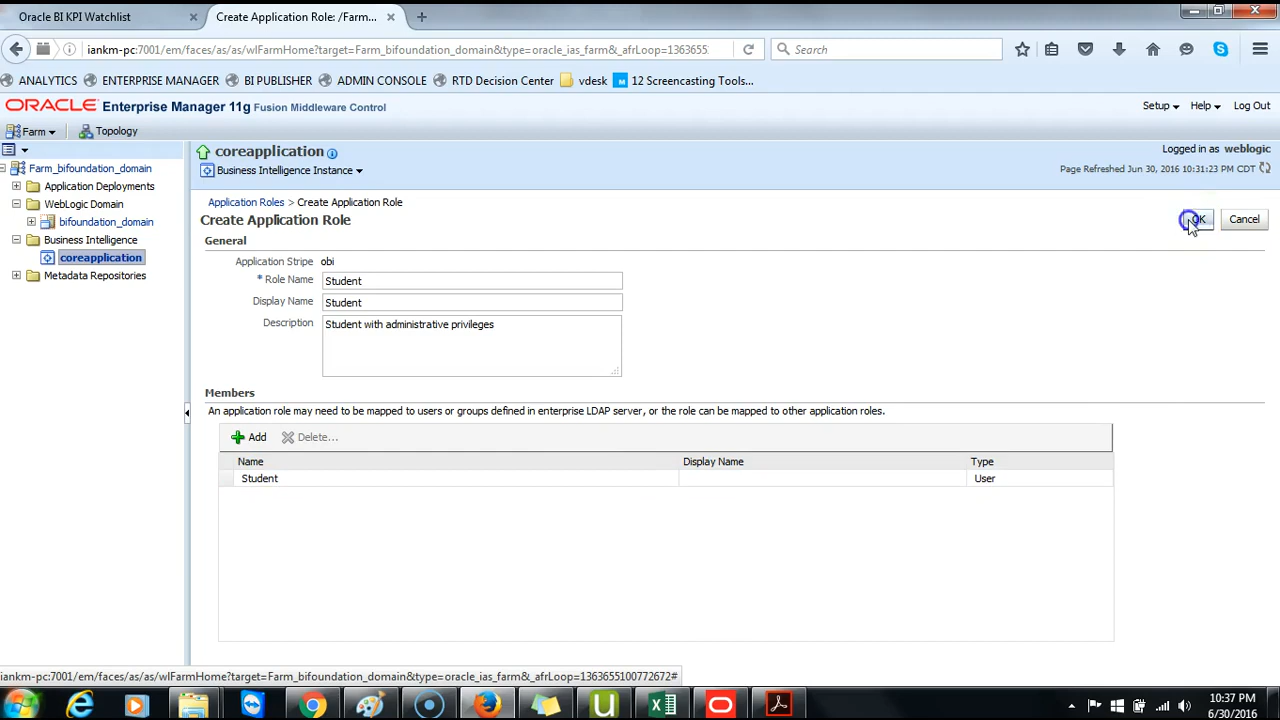 Oracle BI KPI Watchlist
Create Application Role: /Farm...
iankm-pc:7001/em/faces/as/as/wlFarmHome?target=Farm_bifoundation_domain&type=oracle_ias_farm&_afrLoop=1363655:
Search
ANALYTICS
ENTERPRISE MANAGER
BI PUBLISHER
ADMIN CONSOLE
RTD Decision Center
vdesk
12 Screencasting Tools...
ORACLE Enterprise Manager 11g Fusion Middleware Control
Setup
Help
Log Out
Farm
Topology
coreapplication
Logged in as weblogic
Farm_bifoundation_domain
Business Intelligence Instance
Page Refreshed Jun 30, 2016 10:31:23 PM CDT
Application Deployments
WebLogic Domain
bifoundation_domain
Business Intelligence
coreapplication
Metadata Repositories
Application Roles > Create Application Role
Create Application Role
OK
Cancel
General
Application Stripe obi
* Role Name Student
Display Name Student
Description Student with administrative privileges
Members
An application role may need to be mapped to users or groups defined in enterprise LDAP server, or the role can be mapped to other application roles.
Add
Delete...
Name Display Name Type
Student User
iankm-pc:7001/em/faces/as/as/wlFarmHome?target=Farm_bifoundation_domain&type=oracle_ias_farm&_afrLoop=1363655100772672#
10:37 PM
6/30/2016